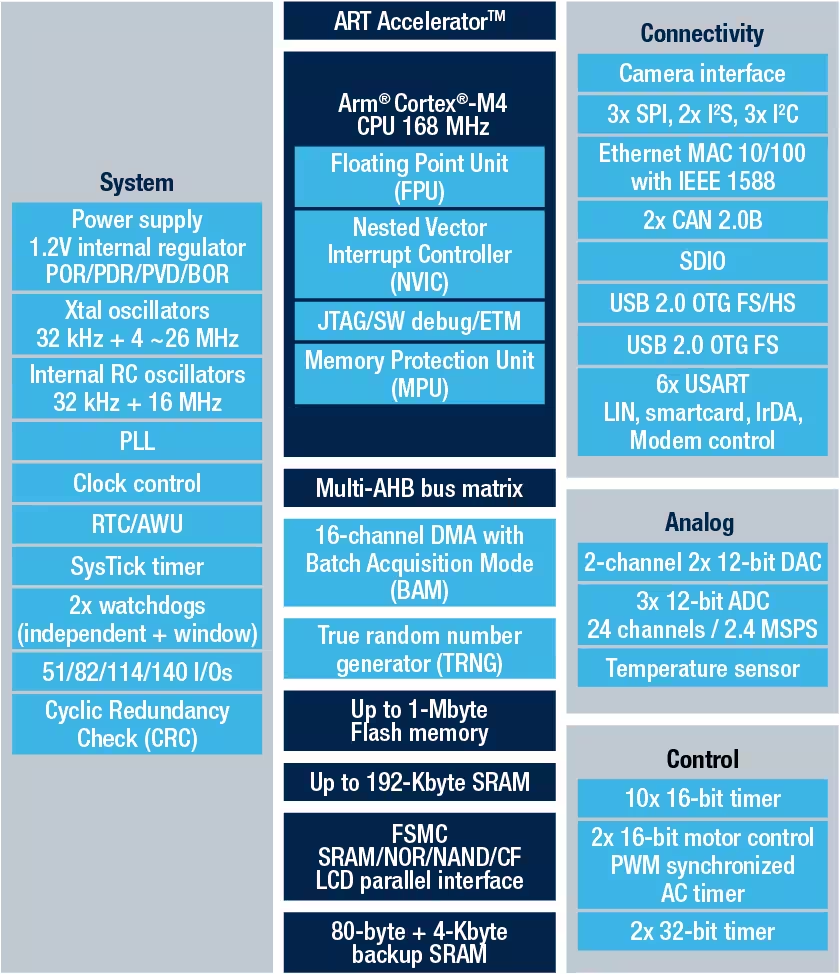 System
Power supply
1.2V internal regulator
POR/PDR/PVD/BOR
Xtal oscillators
32 kHz + 4 ~26 MHz
Internal RC oscillators
32 kHz + 16 MHz
PLL
Clock control
RTC/AWU
SysTick timer
2x watchdogs
(independent + window)
51/82/114/140 I/Os
Cyclic Redundancy
Check (CRC)
ART Accelerator™
Arm® Cortex®-M4
CPU 168 MHz
Floating Point Unit
(FPU)
Nested Vector
Interrupt Controller
(NVIC)
JTAG/SW debug/ETM
Memory Protection Unit
(MPU)
Multi-AHB bus matrix
16-channel DMA with
Batch Acquisition Mode
(BAM)
True random number
generator (TRNG)
Up to 1-Mbyte
Flash memory
Up to 192-Kbyte SRAM
FSMC
SRAM/NOR/NAND/CF
LCD parallel interface
80-byte + 4-Kbyte
backup SRAM
Connectivity
Camera interface
3x SPI, 2x I²S, 3x I²C
Ethernet MAC 10/100
with IEEE 1588
2x CAN 2.0B
SDIO
USB 2.0 OTG FS/HS
USB 2.0 OTG FS
6x USART
LIN, smartcard, IrDA,
Modem control
Analog
2-channel 2x 12-bit DAC
3x 12-bit ADC
24 channels / 2.4 MSPS
Temperature sensor
Control
10x 16-bit timer
2x 16-bit motor control
PWM synchronized
AC timer
2x 32-bit timer